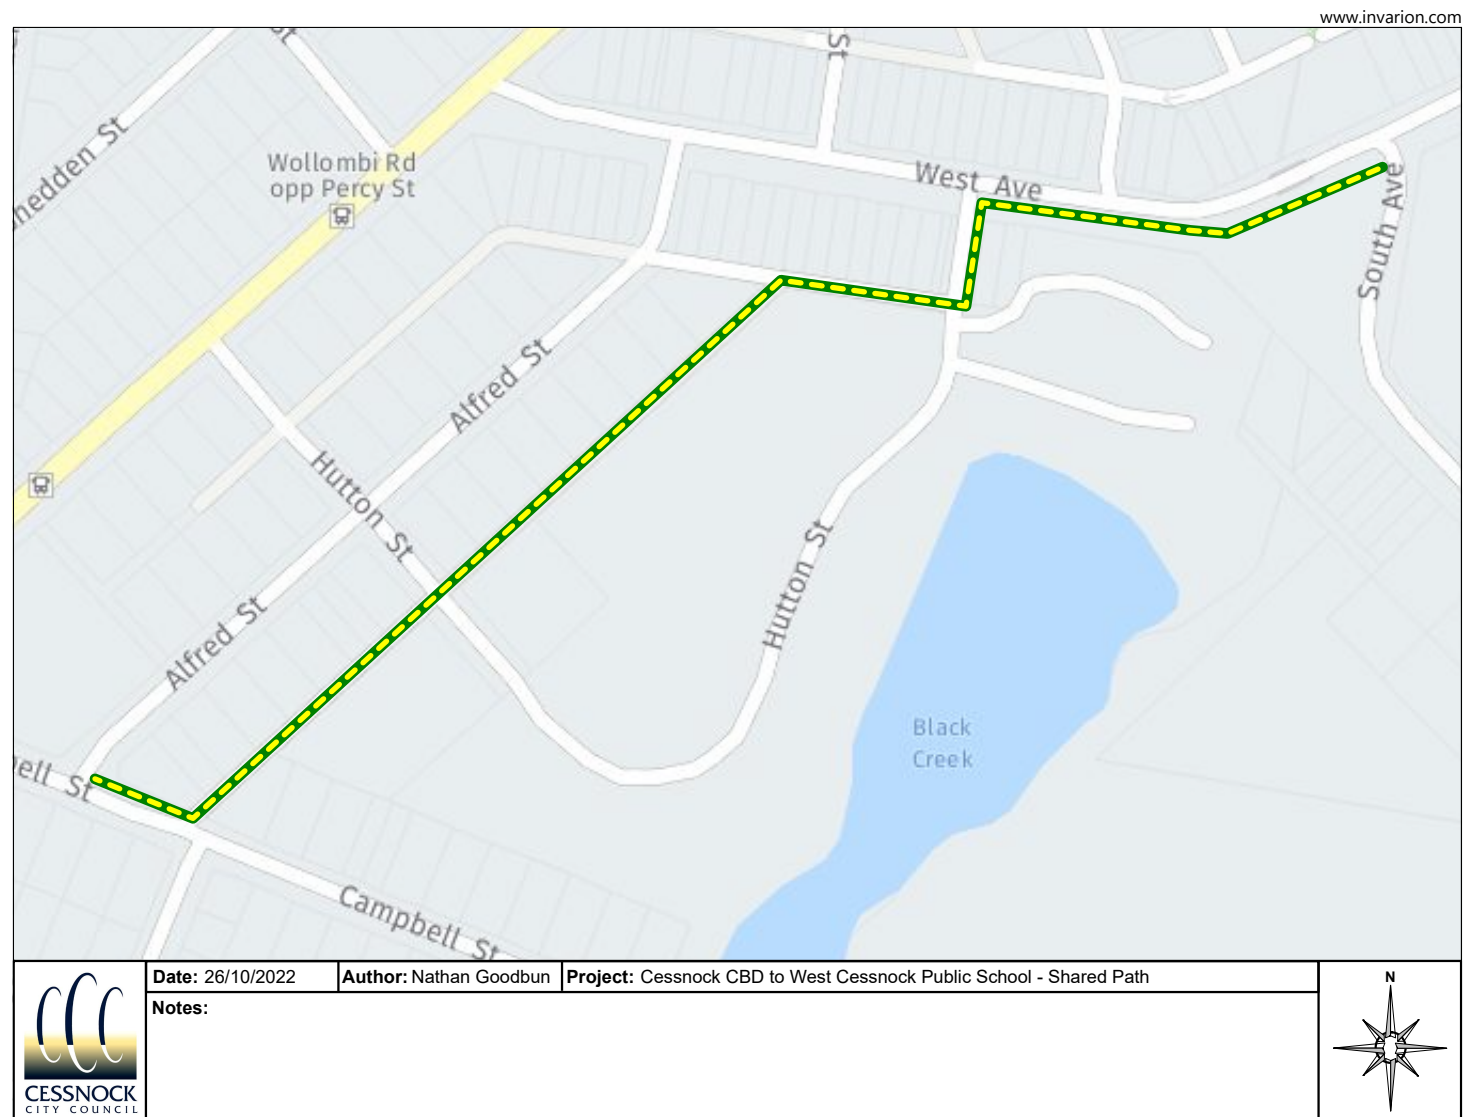 www.invarion.com
St
St
hedden St
Wollombi Rd
opp Percy St
West Ave
South Ave
Alfred St
Hutton St
Hutton St
Alfred St
Black
Creek
ell St
Campbell St
Date: 26/10/2022 Author: Nathan Goodbun Project: Cessnock CBD to West Cessnock Public School - Shared Path
Notes:
N
CCC
CESSNOCK
CITY COUNCIL